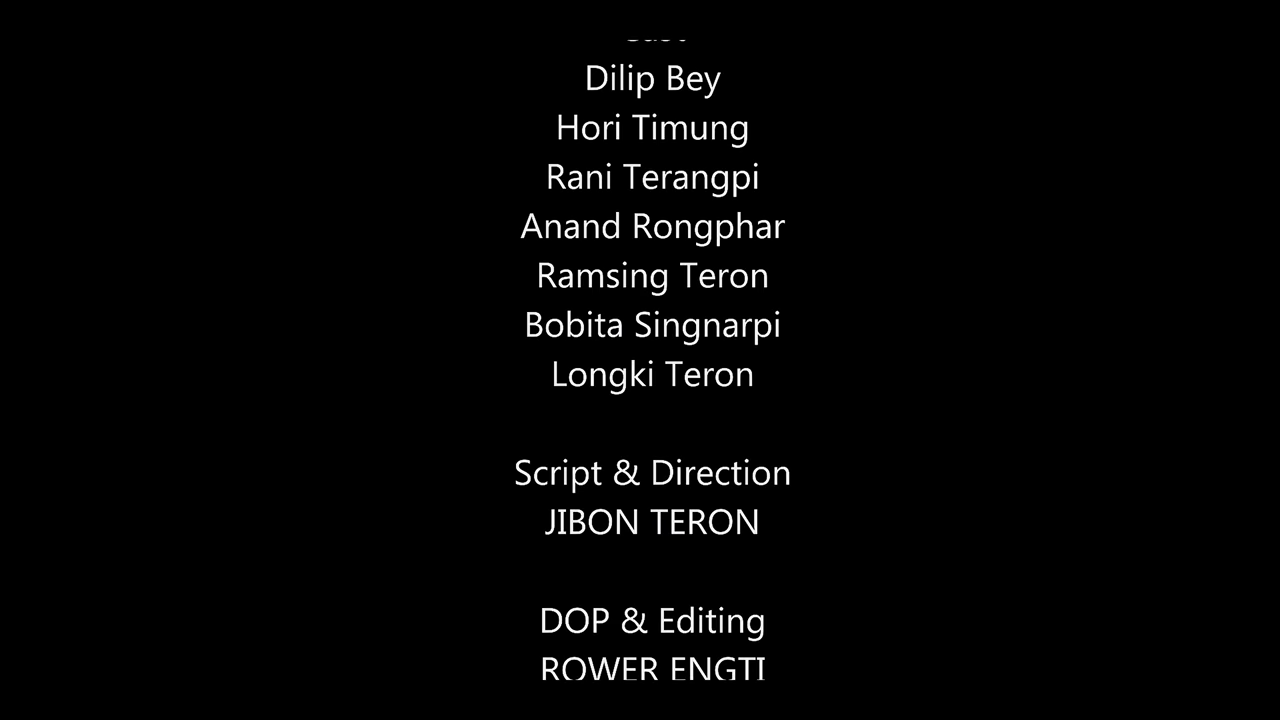 Dilip Bey
Hori Timung
Rani Terangpi
Anand Rongphar
Ramsing Teron
Bobita Singnarpi
Longki Teron
Script & Direction
JIBON TERON
DOP & Editing
ROWER ENGTI